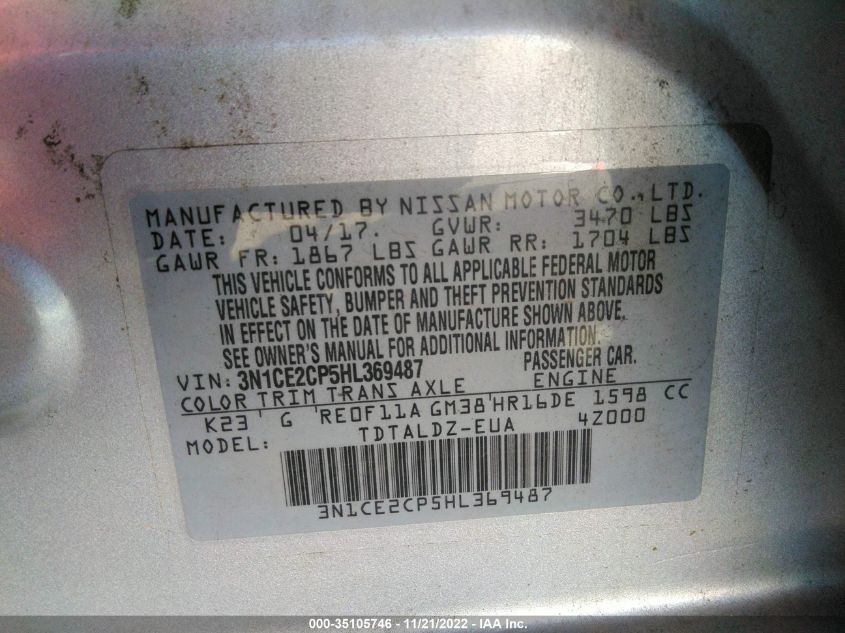 MANUFACTURED BY NISSAN MOTOR CO., LTD.
DATE: 04/17. GVWR: 3470 LBS
GAWR FR: 1867 LBS GAWR RR: 1704 LBS
THIS VEHICLE CONFORMS TO ALL APPLICABLE FEDERAL MOTOR
VEHICLE SAFETY, BUMPER AND THEFT PREVENTION STANDARDS
IN EFFECT ON THE DATE OF MANUFACTURE SHOWN ABOVE.
SEE OWNER'S MANUAL FOR ADDITIONAL INFORMATION.
VIN: 3N1CE2CP5HL369487 PASSENGER CAR.
COLOR TRIM TRANS AXLE ENGINE
K23 G RE0F11A GM38 HR16DE 1598 CC
MODEL: TDTALDZ-EUA 4Z000
3N1CE2CP5HL369487
000-35105746 - 11/21/2022 - IAA Inc.